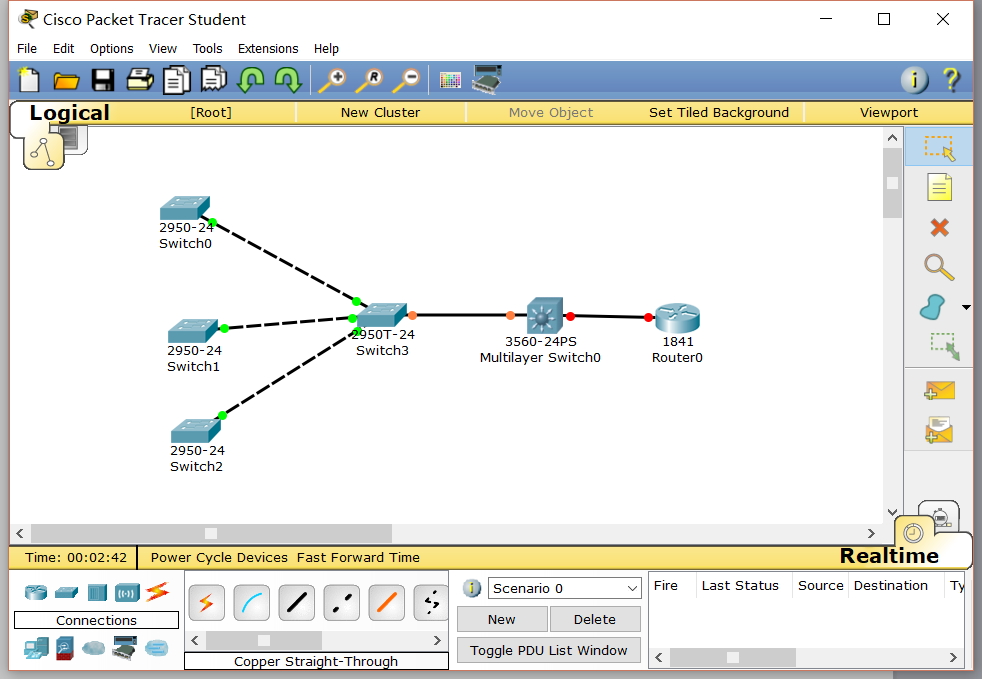 Cisco Packet Tracer Student
File Edit Options View Tools Extensions Help
Logical [Root] New Cluster Move Object Set Tiled Background Viewport
2950-24
Switch0
2950-24
Switch1
2950-24
Switch2
2950T-24
Switch3
3560-24PS
Multilayer Switch0
1841
Router0
Time: 00:02:42 Power Cycle Devices Fast Forward Time Realtime
Connections
Copper Straight-Through
Scenario 0
New Delete
Toggle PDU List Window
Fire Last Status Source Destination Ty